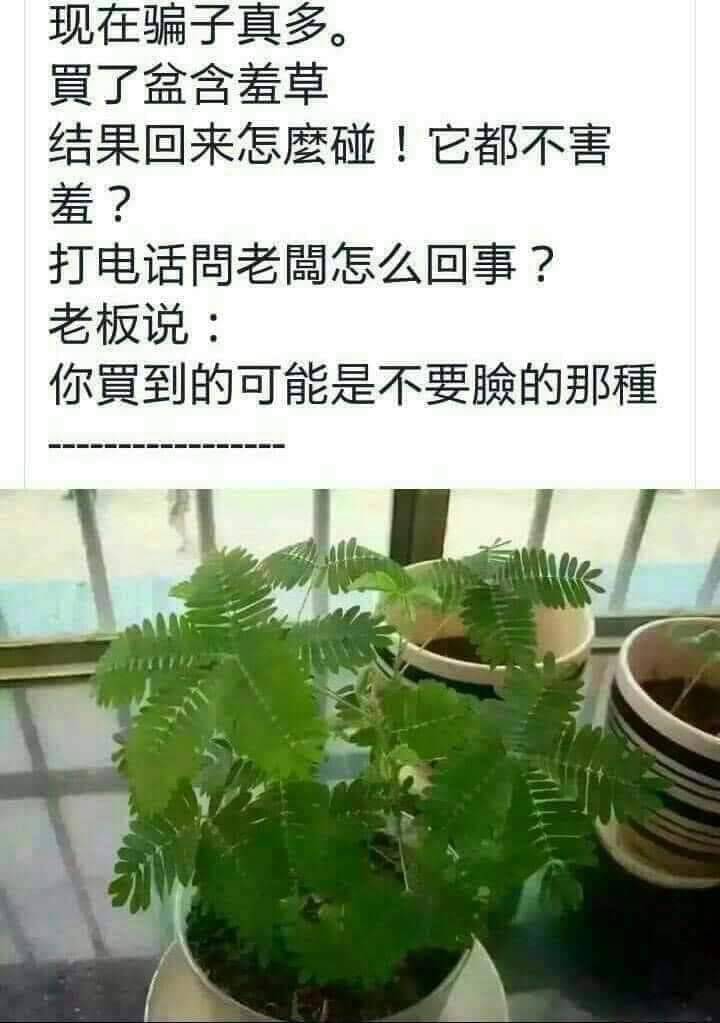 现在骗子真多。
買了盆含羞草
结果回来怎麽碰！它都不害
羞？
打电话問老闆怎么回事？
老板说：
你買到的可能是不要臉的那種
-----------------